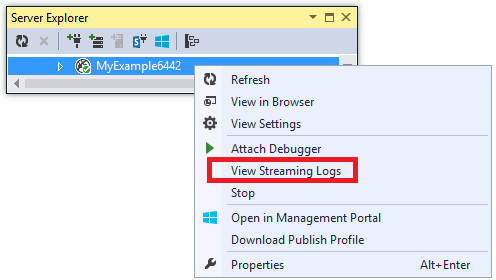 Server Explorer
MyExample6442
Refresh
View in Browser
View Settings
Attach Debugger
View Streaming Logs
Stop
Open in Management Portal
Download Publish Profile
Properties Alt+Enter